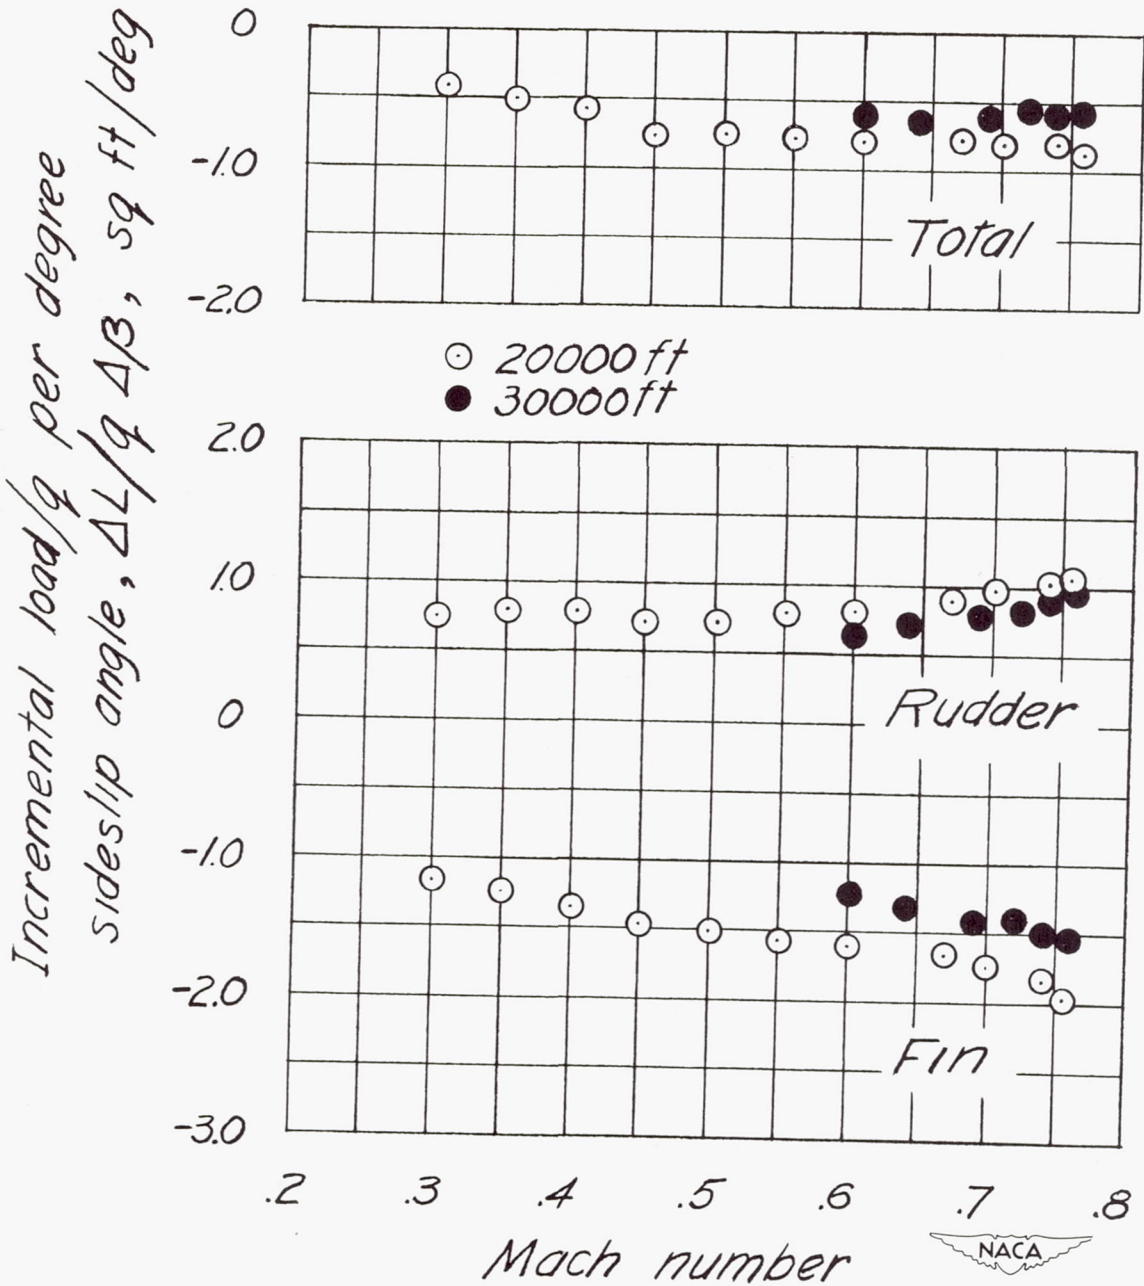 Incremental load/q per degree
sideslip angle, ΔL/q Δβ, sq ft/deg
0
-1.0
-2.0
Total
20000 ft
30000 ft
2.0
1.0
0
-1.0
-2.0
-3.0
Rudder
Fin
.2 .3 .4 .5 .6 .7 .8
Mach number
NACA